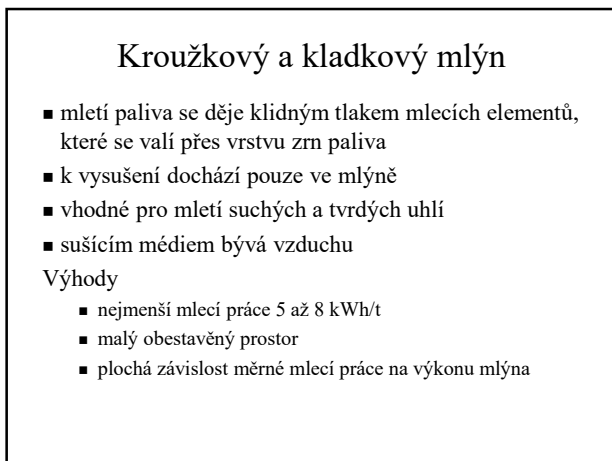 Kroužkový a kladkový mlýn
■ mletí paliva se děje klidným tlakem mlecích elementů,
které se valí přes vrstvu zrn paliva
■ k vysušení dochází pouze ve mlýně
■ vhodné pro mletí suchých a tvrdých uhlí
■ sušícím médiem bývá vzduchu
Výhody
■ nejmenší mlecí práce 5 až 8 kWh/t
■ malý obestavěný prostor
■ plochá závislost měrné mlecí práce na výkonu mlýna